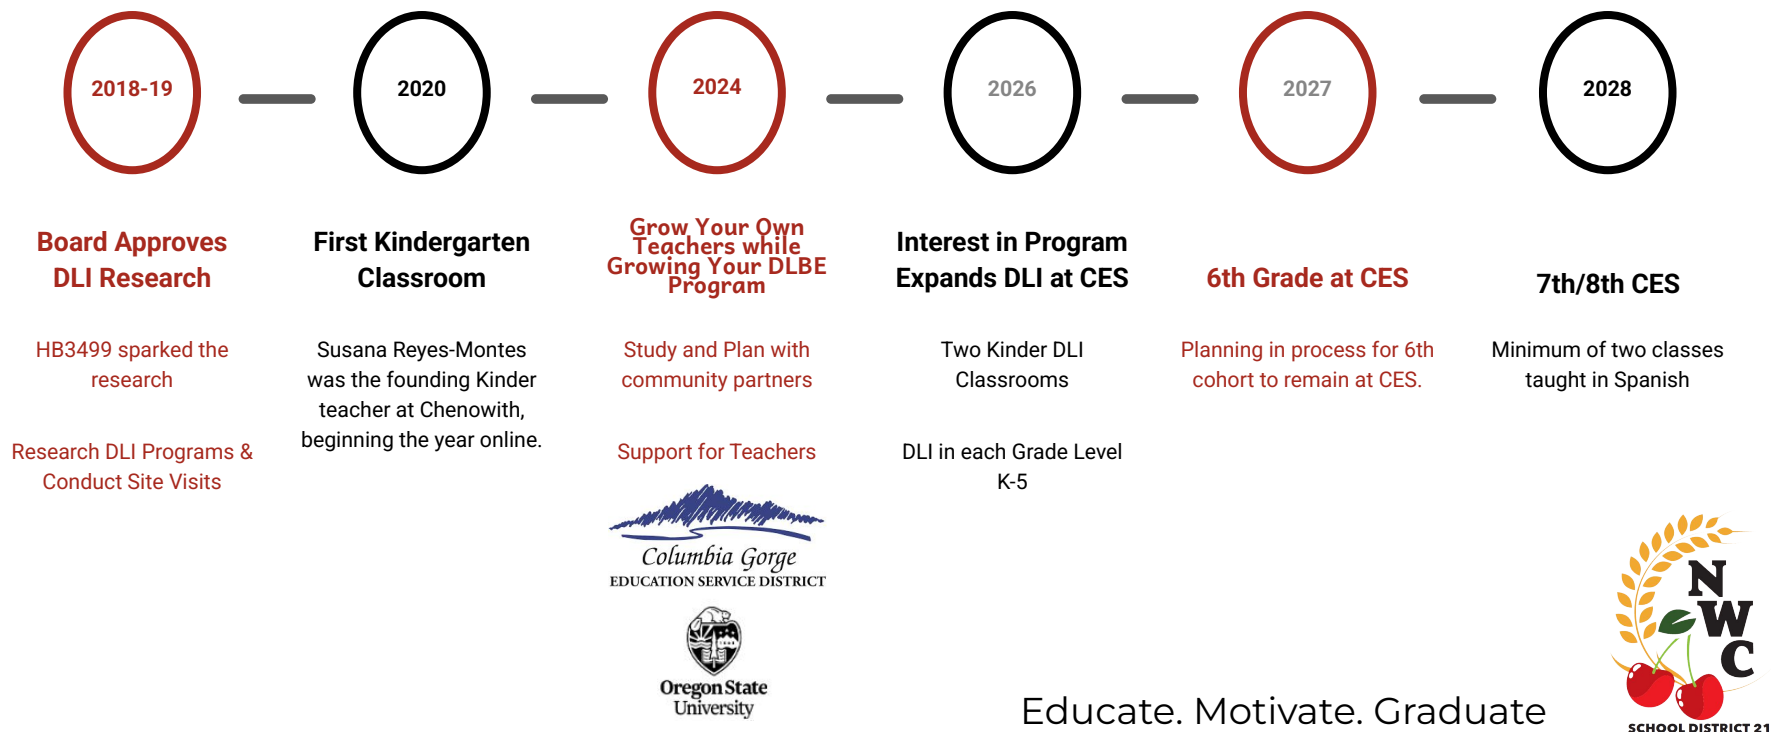 2018-19
2020
2024
2026
2027
2028
Board Approves
DLI Research
HB3499 sparked the
research
Research DLI Programs &
Conduct Site Visits
First Kindergarten
Classroom
Susana Reyes-Montes
was the founding Kinder
teacher at Chenowith,
beginning the year online.
Grow Your Own
Teachers while
Growing Your DLBE
Program
Study and Plan with
community partners
Support for Teachers
Columbia Gorge
EDUCATION SERVICE DISTRICT
Oregon State
University
Interest in Program
Expands DLI at CES
Two Kinder DLI
Classrooms
DLI in each Grade Level
K-5
6th Grade at CES
Planning in process for 6th
cohort to remain at CES.
7th/8th CES
Minimum of two classes
taught in Spanish
Educate. Motivate. Graduate
N
W
C
SCHOOL DISTRICT 21